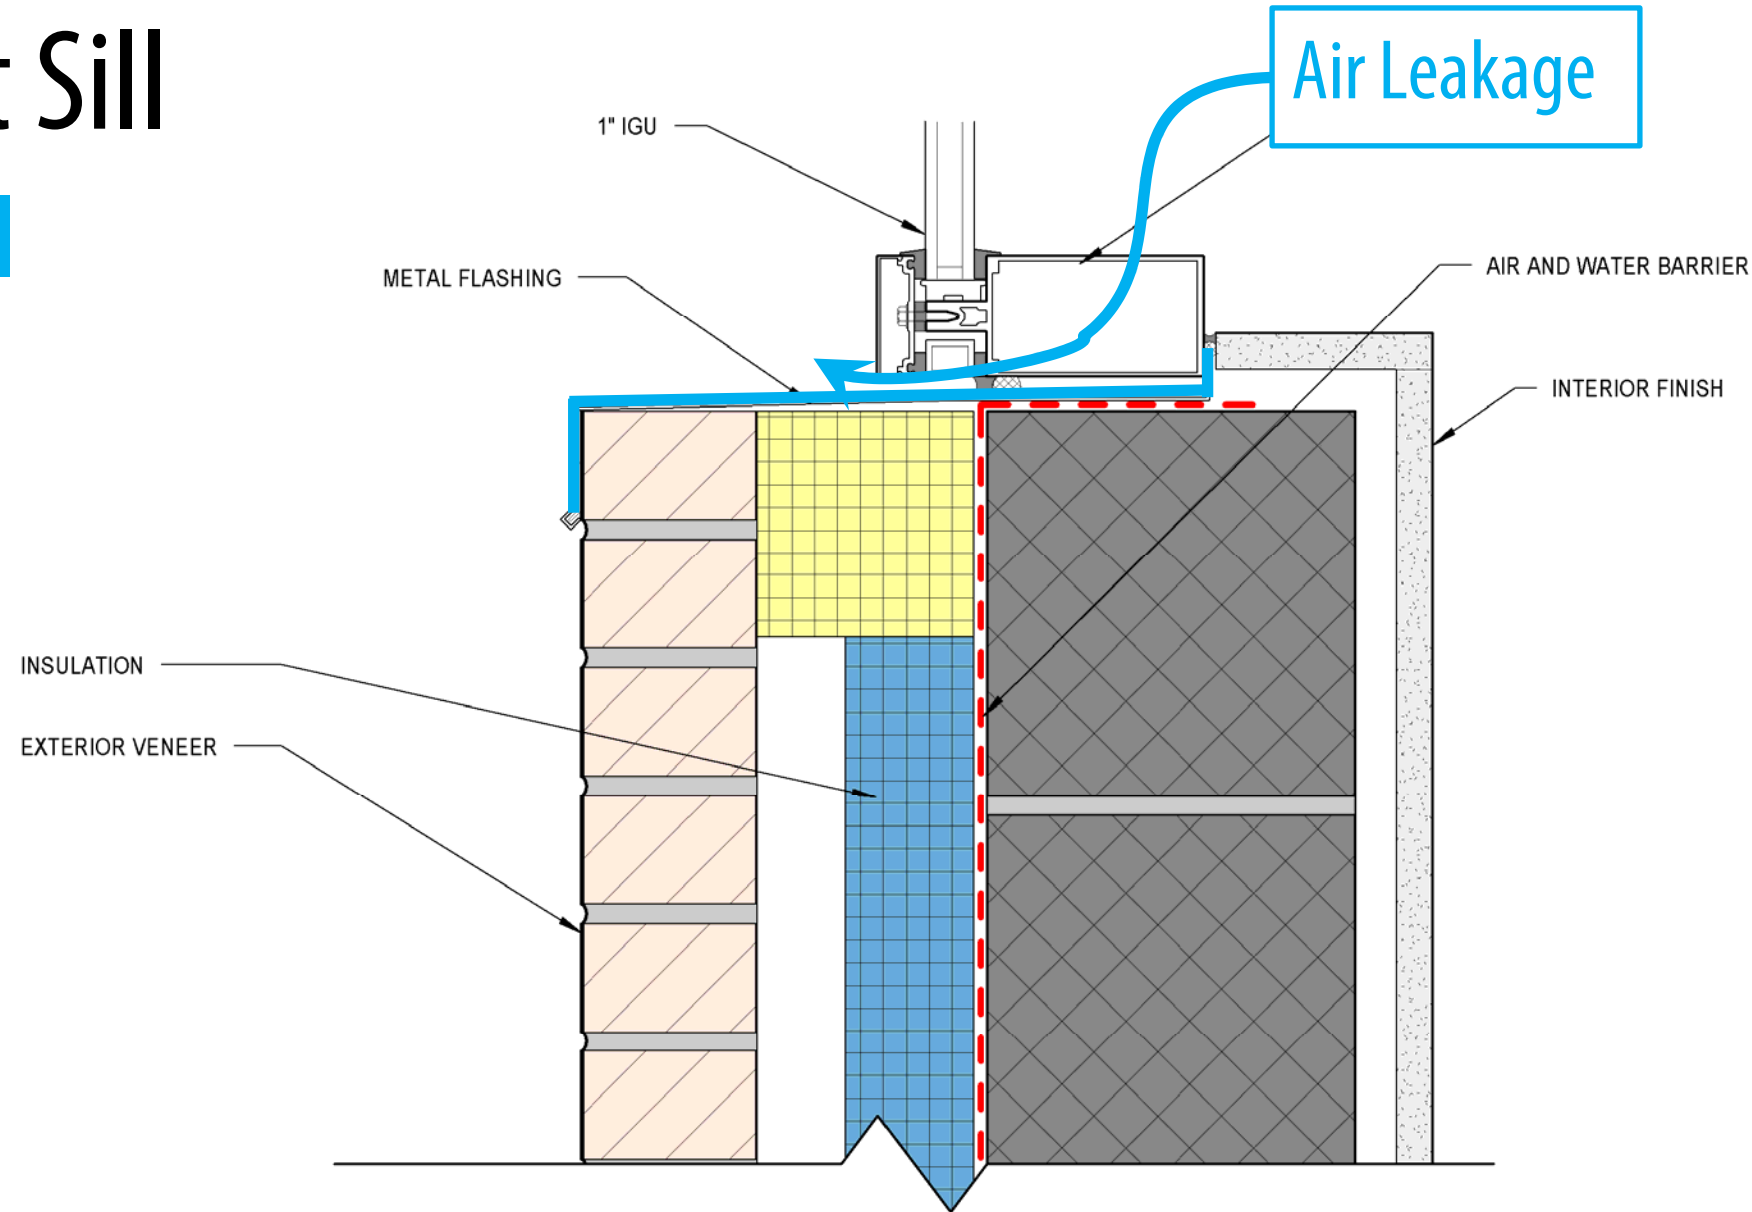 t Sill
Air Leakage
1" IGU
METAL FLASHING
AIR AND WATER BARRIER
INTERIOR FINISH
INSULATION
EXTERIOR VENEER